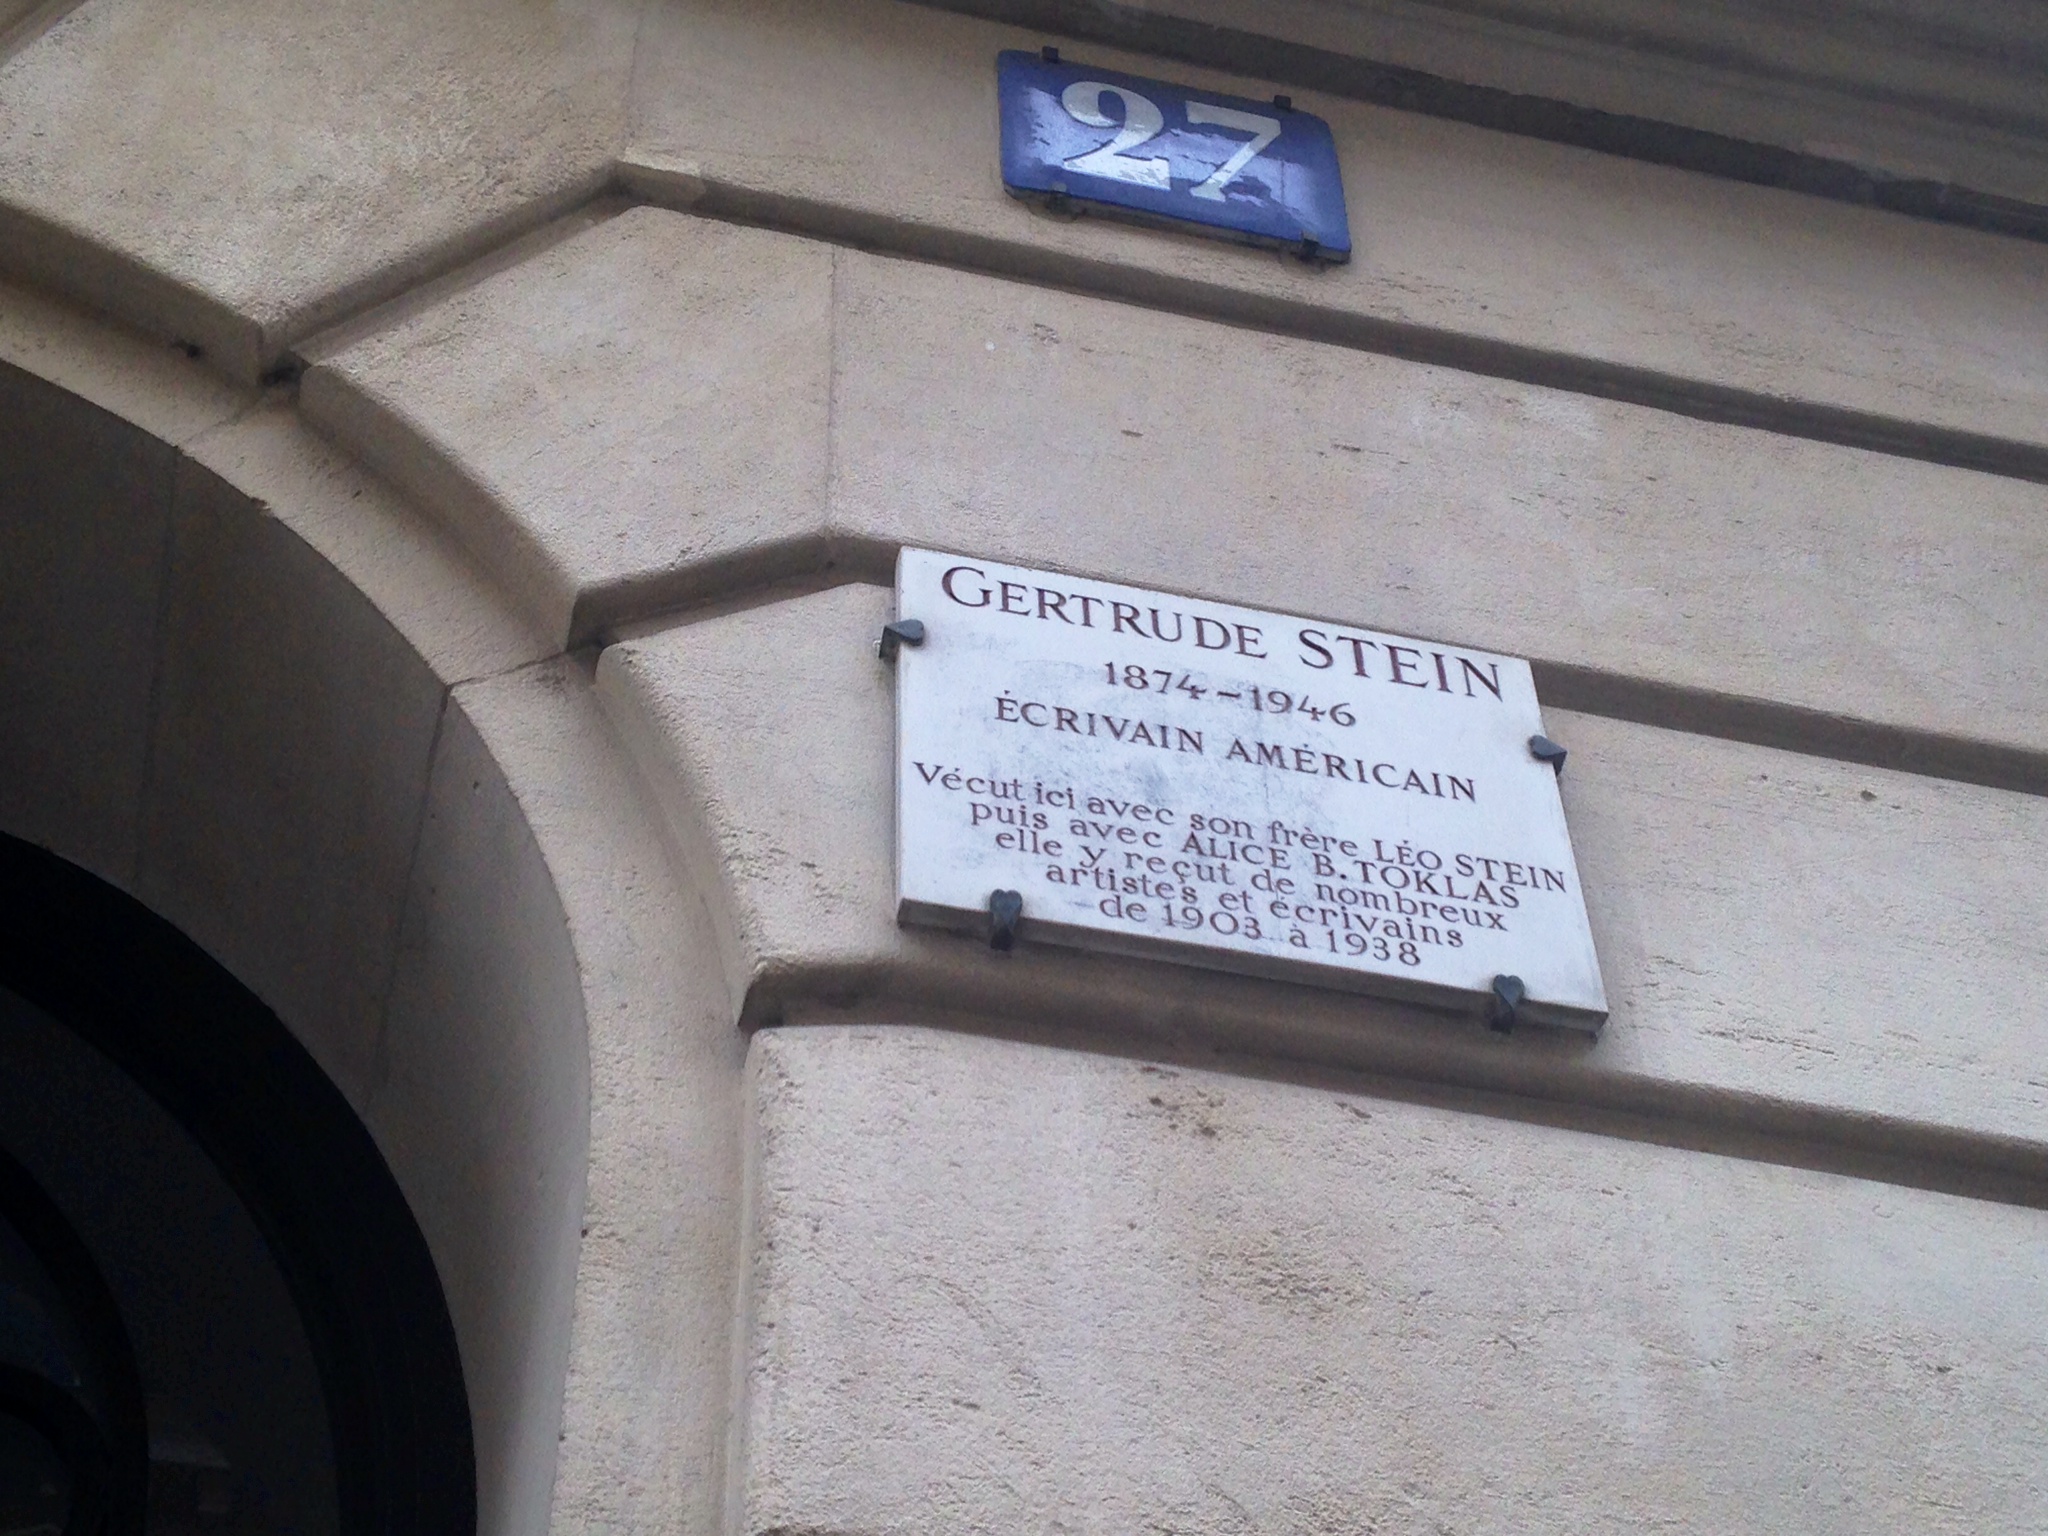 27
GERTRUDE STEIN
1874-1946
ÉCRIVAIN AMÉRICAIN
Vécut ici avec son frère LÉO STEIN
puis avec ALICE B. TOKLAS
elle y reçut de nombreux
artistes et écrivains
de 1903 à 1938